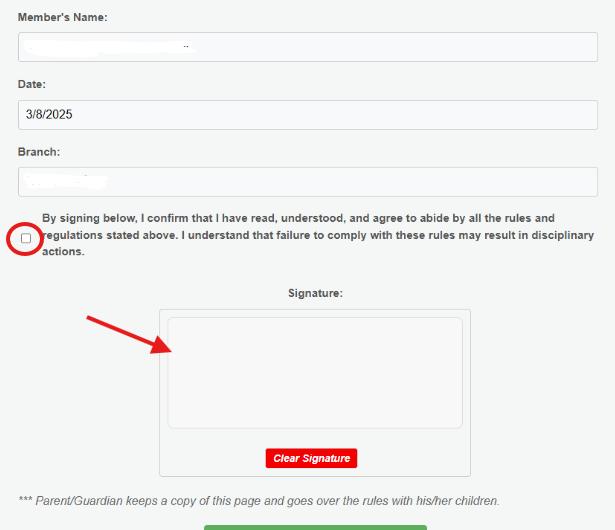 Member's Name:
Date:
3/8/2025
Branch:
By signing below, I confirm that I have read, understood, and agree to abide by all the rules and
regulations stated above. I understand that failure to comply with these rules may result in disciplinary
actions.
Signature:
Clear Signature
*** Parent/Guardian keeps a copy of this page and goes over the rules with his/her children.